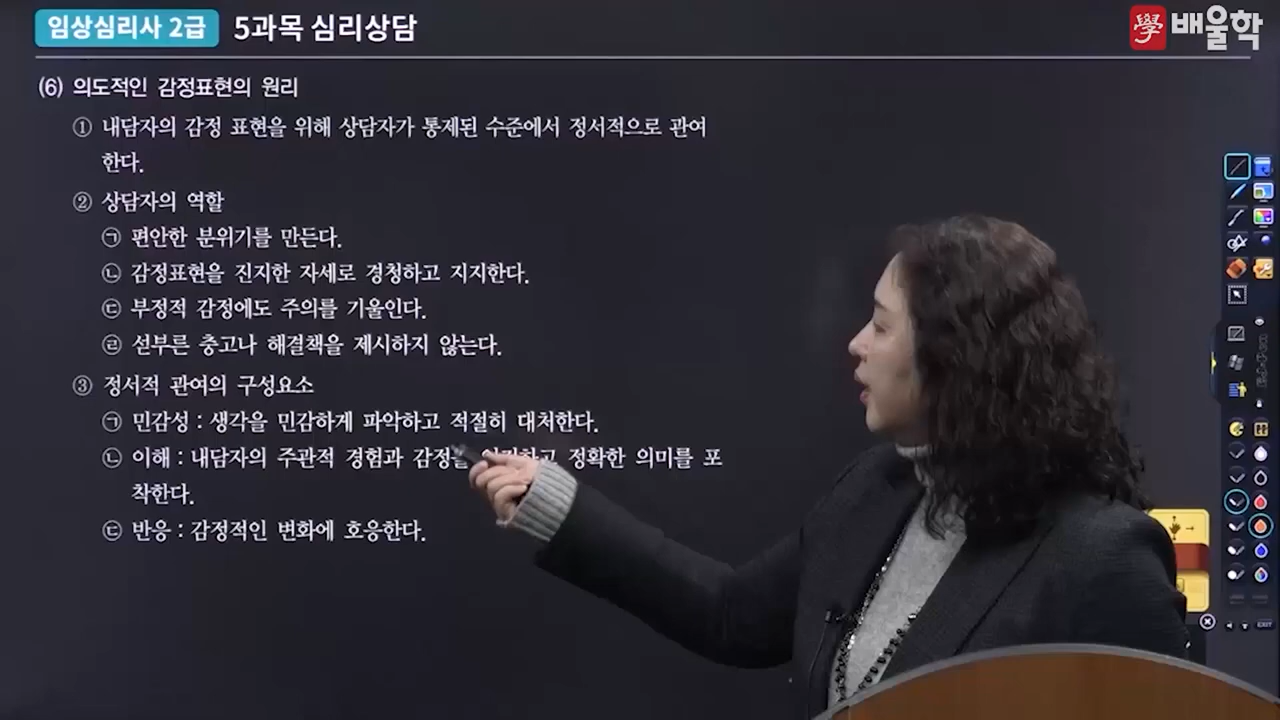 임상심리사 2급 5과목 심리상담
學 배울학
(6) 의도적인 감정표현의 원리
① 내담자의 감정 표현을 위해 상담자가 통제된 수준에서 정서적으로 관여
한다.
② 상담자의 역할
㉠ 편안한 분위기를 만든다.
㉡ 감정표현을 진지한 자세로 경청하고 지지한다.
㉢ 부정적 감정에도 주의를 기울인다.
㉣ 섣부른 충고나 해결책을 제시하지 않는다.
③ 정서적 관여의 구성요소
㉠ 민감성 : 생각을 민감하게 파악하고 적절히 대처한다.
㉡ 이해 : 내담자의 주관적 경험과 감정을 정확한 의미를 포
착한다.
㉢ 반응 : 감정적인 변화에 호응한다.
EXIT